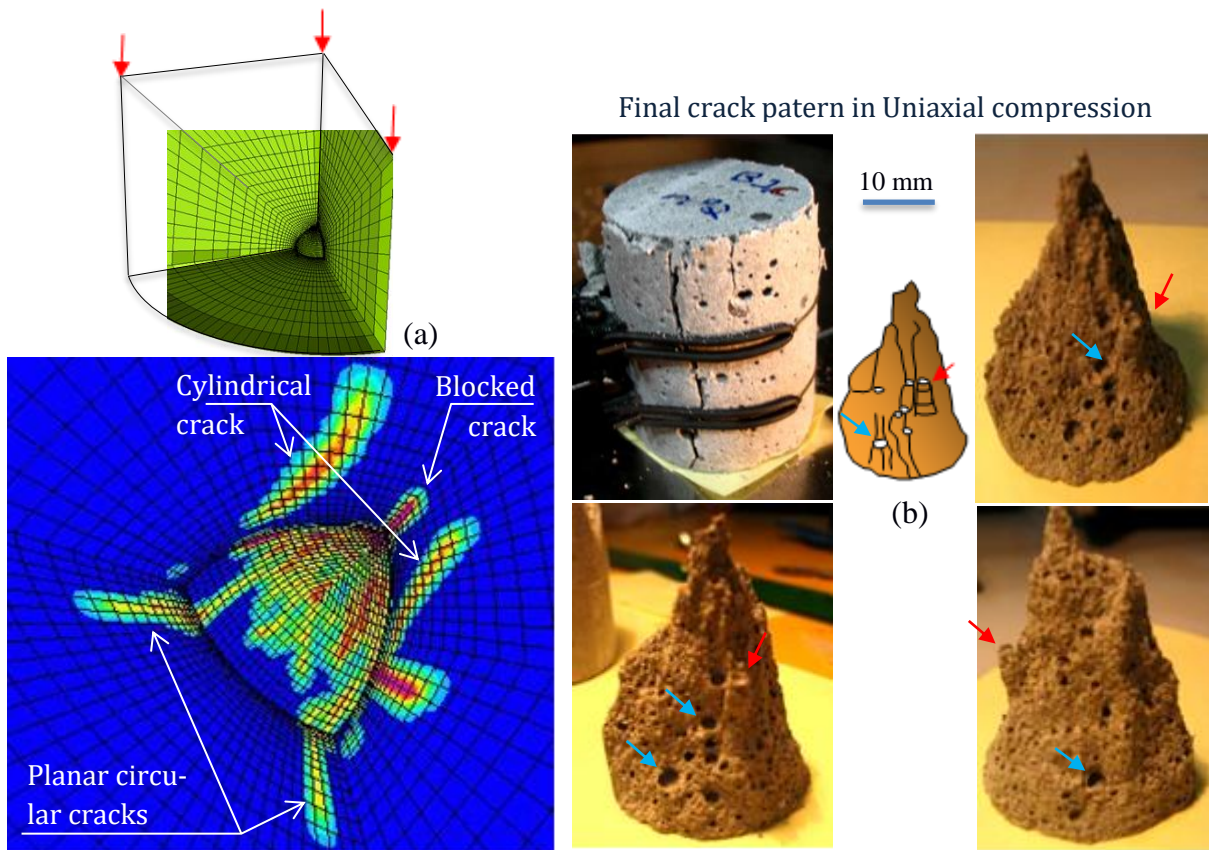 (a)
Cylindrical
crack
Blocked
crack
Planar circu-
lar cracks
Final crack patern in Uniaxial compression
10 mm
(b)